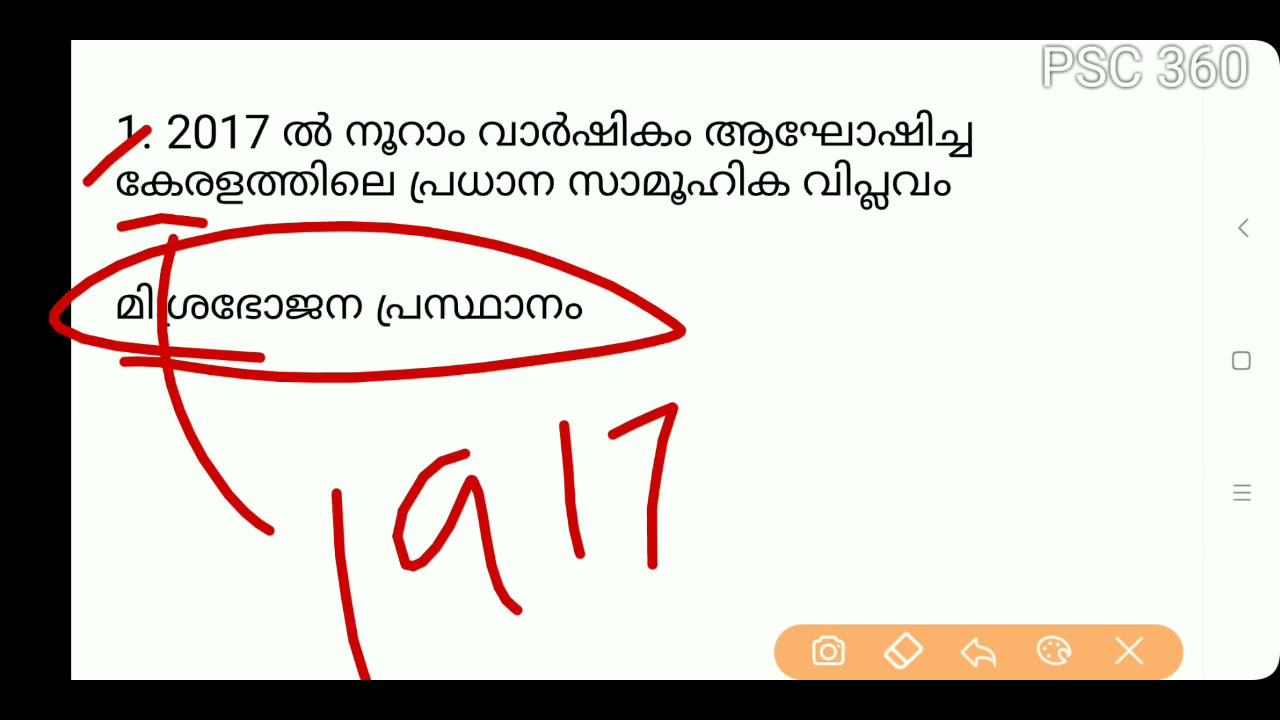 PSC 360
1. 2017 ൽ നൂറാം വാർഷികം ആഘോഷിച്ച
കേരളത്തിലെ പ്രധാന സാമൂഹിക വിപ്ലവം
മിശ്രഭോജന പ്രസ്ഥാനം
1917